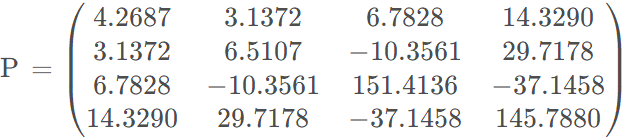 P = ( 4.2687 3.1372 6.7828 14.3290
3.1372 6.5107 −10.3561 29.7178
6.7828 −10.3561 151.4136 −37.1458
14.3290 29.7178 −37.1458 145.7880 )